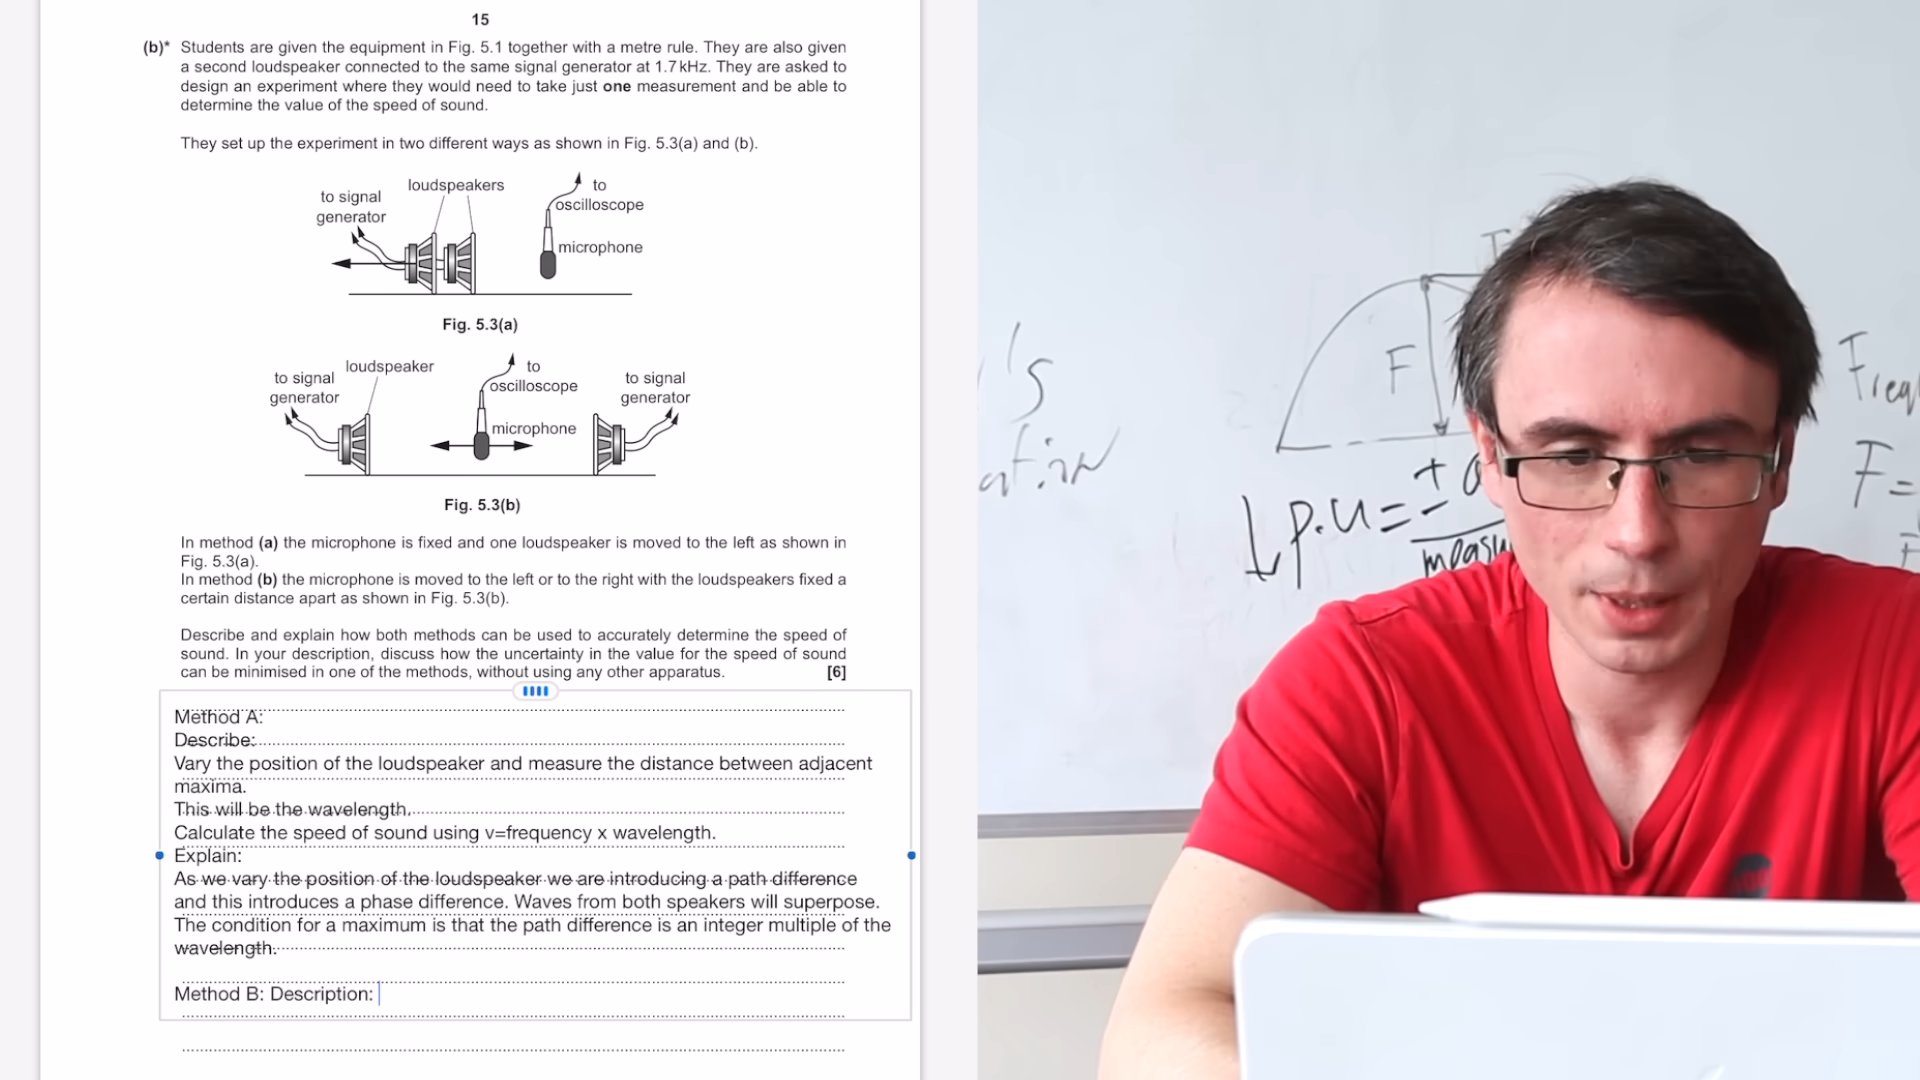 15
(b)* Students are given the equipment in Fig. 5.1 together with a metre rule. They are also given
a second loudspeaker connected to the same signal generator at 1.7 kHz. They are asked to
design an experiment where they would need to take just one measurement and be able to
determine the value of the speed of sound.
They set up the experiment in two different ways as shown in Fig. 5.3(a) and (b).
loudspeakers
to signal
generator
to
oscilloscope
microphone
Fig. 5.3(a)
loudspeaker
to signal
generator
to
oscilloscope
microphone
to signal
generator
Fig. 5.3(b)
In method (a) the microphone is fixed and one loudspeaker is moved to the left as shown in
Fig. 5.3(a).
In method (b) the microphone is moved to the left or to the right with the loudspeakers fixed a
certain distance apart as shown in Fig. 5.3(b).
Describe and explain how both methods can be used to accurately determine the speed of
sound. In your description, discuss how the uncertainty in the value for the speed of sound
can be minimised in one of the methods, without using any other apparatus. [6]
Method A:
Describe:
Vary the position of the loudspeaker and measure the distance between adjacent
maxima.
This will be the wavelength.
Calculate the speed of sound using v=frequency x wavelength.
Explain:
As we vary the position of the loudspeaker we are introducing a path difference
and this introduces a phase difference. Waves from both speakers will superpose.
The condition for a maximum is that the path difference is an integer multiple of the
wavelength.
Method B: Description:
's
F
p.u = ±
F =